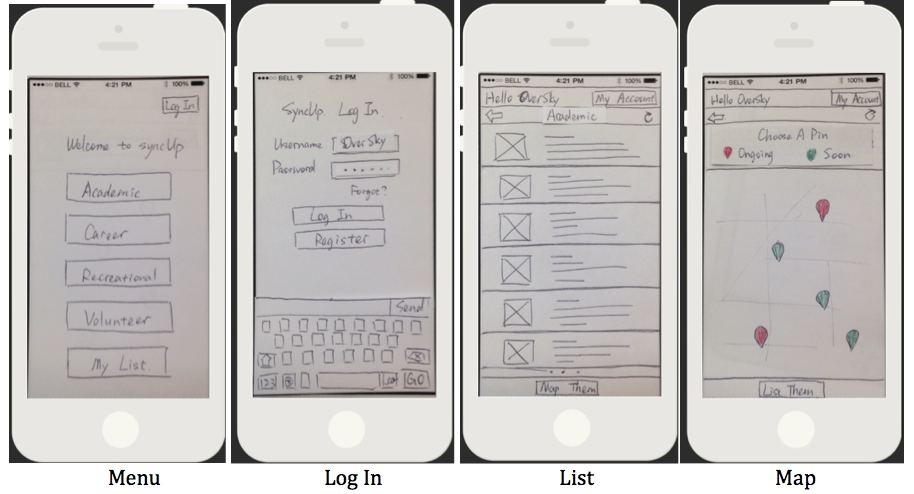 BELL 4:21 PM 100%
Log In
Welcome to syncUp
Academic
Career
Recreational
Volunteer
My List
Menu
BELL 4:21 PM 100%
SyncUp Log In
Username OverSky
Password ......
Forgot?
Log In
Register
Send
123 @ GO
Log In
BELL 4:21 PM 100%
Hello OverSky My Account
Academic
Map Them
List
BELL 4:21 PM 100%
Hello OverSky My Account
Choose A Pin
Ongoing Soon
List Them
Map